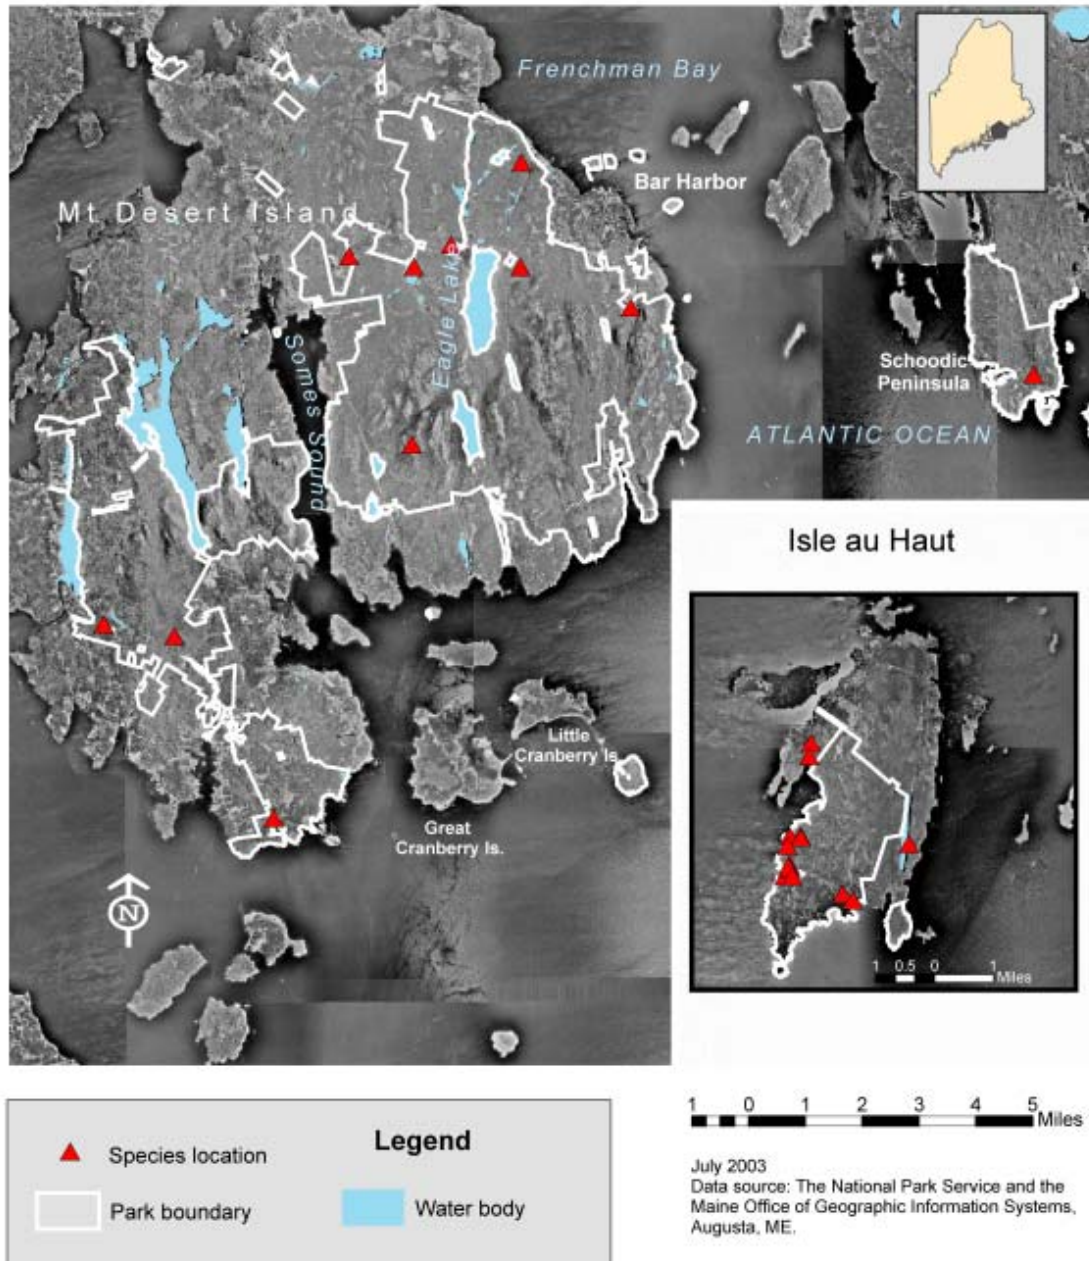 Frenchman Bay
Bar Harbor
Mt. Desert Island
Eagle Lake
Somes Sound
Schoodic
Peninsula
ATLANTIC OCEAN
Isle au Haut
Little
Cranberry Is.
Great
Cranberry Is.
N
1 0.5 0 1
Miles
Legend
Species location
Park boundary
Water body
1 0 1 2 3 4 5
Miles
July 2003
Data source: The National Park Service and the
Maine Office of Geographic Information Systems,
Augusta, ME.